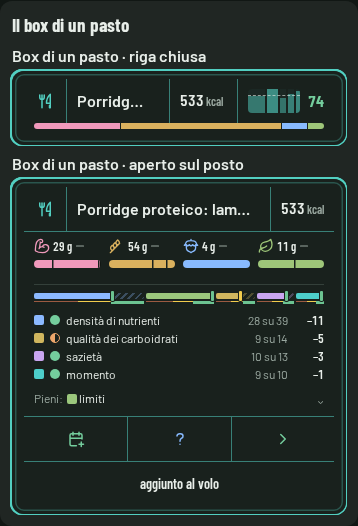 Il box di un pasto
Box di un pasto · riga chiusa
Porridg... 533 kcal 74
Box di un pasto · aperto sul posto
Porridge proteico: lam... 533 kcal
29 g — 54 g — 4 g — 11 g —
densità di nutrienti 28 su 39 −11
qualità dei carboidrati 9 su 14 −5
sazietà 10 su 13 −3
momento 9 su 10 −1
Pieni: limiti
?
aggiunto al volo